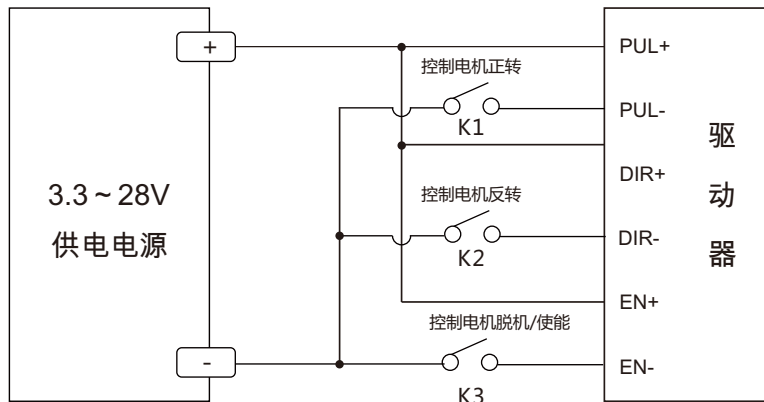 +
PUL+
控制电机正转
K1
PUL-
3.3~28V
供电电源
DIR+
控制电机反转
K2
DIR-
驱
动
器
EN+
控制电机脱机/使能
-
K3
EN-